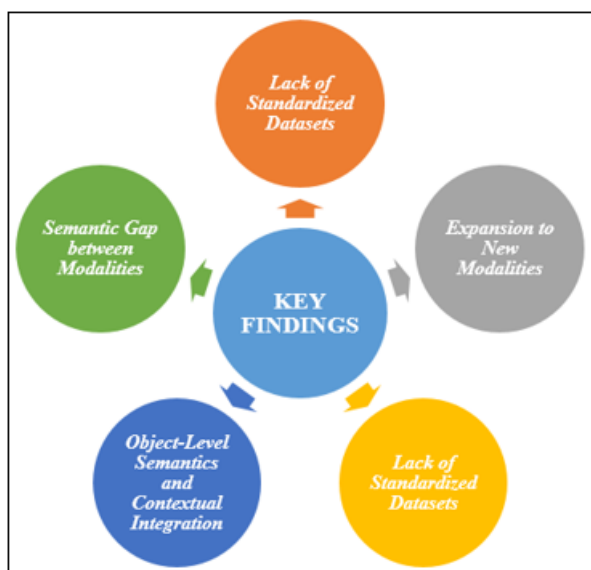 Lack of
Standardized
Datasets
Semantic Gap
between
Modalities
Expansion to
New
Modalities
KEY
FINDINGS
Object-Level
Semantics
and
Contextual
Integration
Lack of
Standardized
Datasets